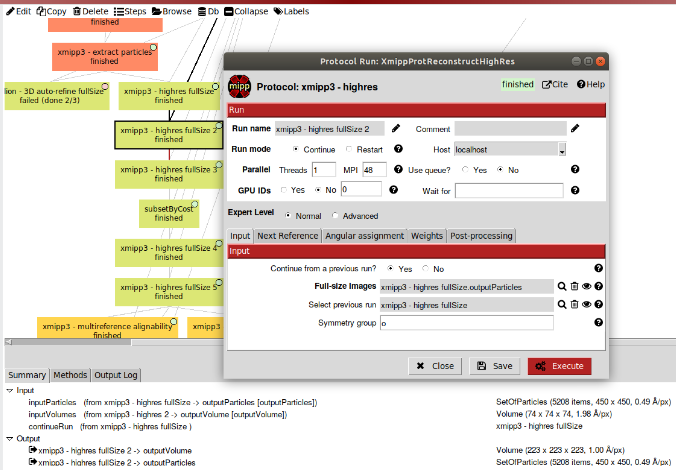 Edit Copy Delete Steps Browse Db Collapse Labels
finished
xmipp3 - extract particles
finished
lion - 3D auto-refine fullSize
failed (done 2/3)
xmipp3 - highres fullSize
finished
xmipp3 - highres fullSize 2
finished
xmipp3 - highres fullSize 3
finished
subsetByCost
finished
xmipp3 - highres fullSize 4
finished
xmipp3 - highres fullSize 5
finished
xmipp3 - multireference alignability
finished
xmipp3
Protocol Run: XmippProtReconstructHighRes
xmipp
Protocol: xmipp3 - highres
finished Cite Help
Run
Run name xmipp3 - highres fullSize 2 Comment
Run mode Continue Restart Host localhost
Parallel Threads 1 MPI 48 Use queue? Yes No
GPU IDs Yes No 0 Wait for
Expert Level Normal Advanced
Input Next Reference Angular assignment Weights Post-processing
Input
Continue from a previous run? Yes No
Full-size Images xmipp3 - highres fullSize.outputParticles
Select previous run xmipp3 - highres fullSize
Symmetry group o
Close Save Execute
Summary Methods Output Log
Input
inputParticles (from xmipp3 - highres fullSize -> outputParticles [outputParticles]) SetOfParticles (5208 items, 450 x 450, 0.49 Å/px)
inputVolumes (from xmipp3 - highres 2 -> outputVolume [outputVolume]) Volume (74 x 74 x 74, 1.98 Å/px)
continueRun (from xmipp3 - highres fullSize ) xmipp3 - highres fullSize
Output
xmipp3 - highres fullSize 2 -> outputVolume Volume (223 x 223 x 223, 1.00 Å/px)
xmipp3 - highres fullSize 2 -> outputParticles SetOfParticles (5208 items, 450 x 450, 0.49 Å/px)